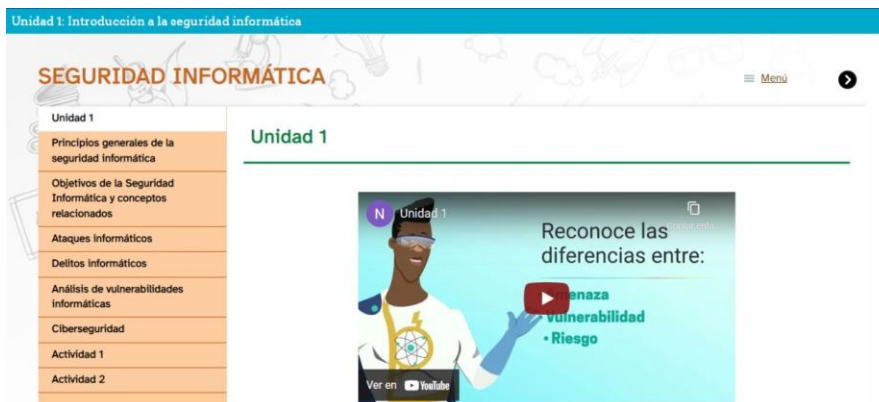 Unidad 1: Introducción a la seguridad informática
SEGURIDAD INFORMÁTICA
Menú
Unidad 1
Principios generales de la
seguridad informática
Objetivos de la Seguridad
Informática y conceptos
relacionados
Ataques informáticos
Delitos informáticos
Análisis de vulnerabilidades
informáticas
Ciberseguridad
Actividad 1
Actividad 2
Unidad 1
N Unidad 1
Reconoce las
diferencias entre:
Vulnerabilidad
• Riesgo
Ver en YouTube